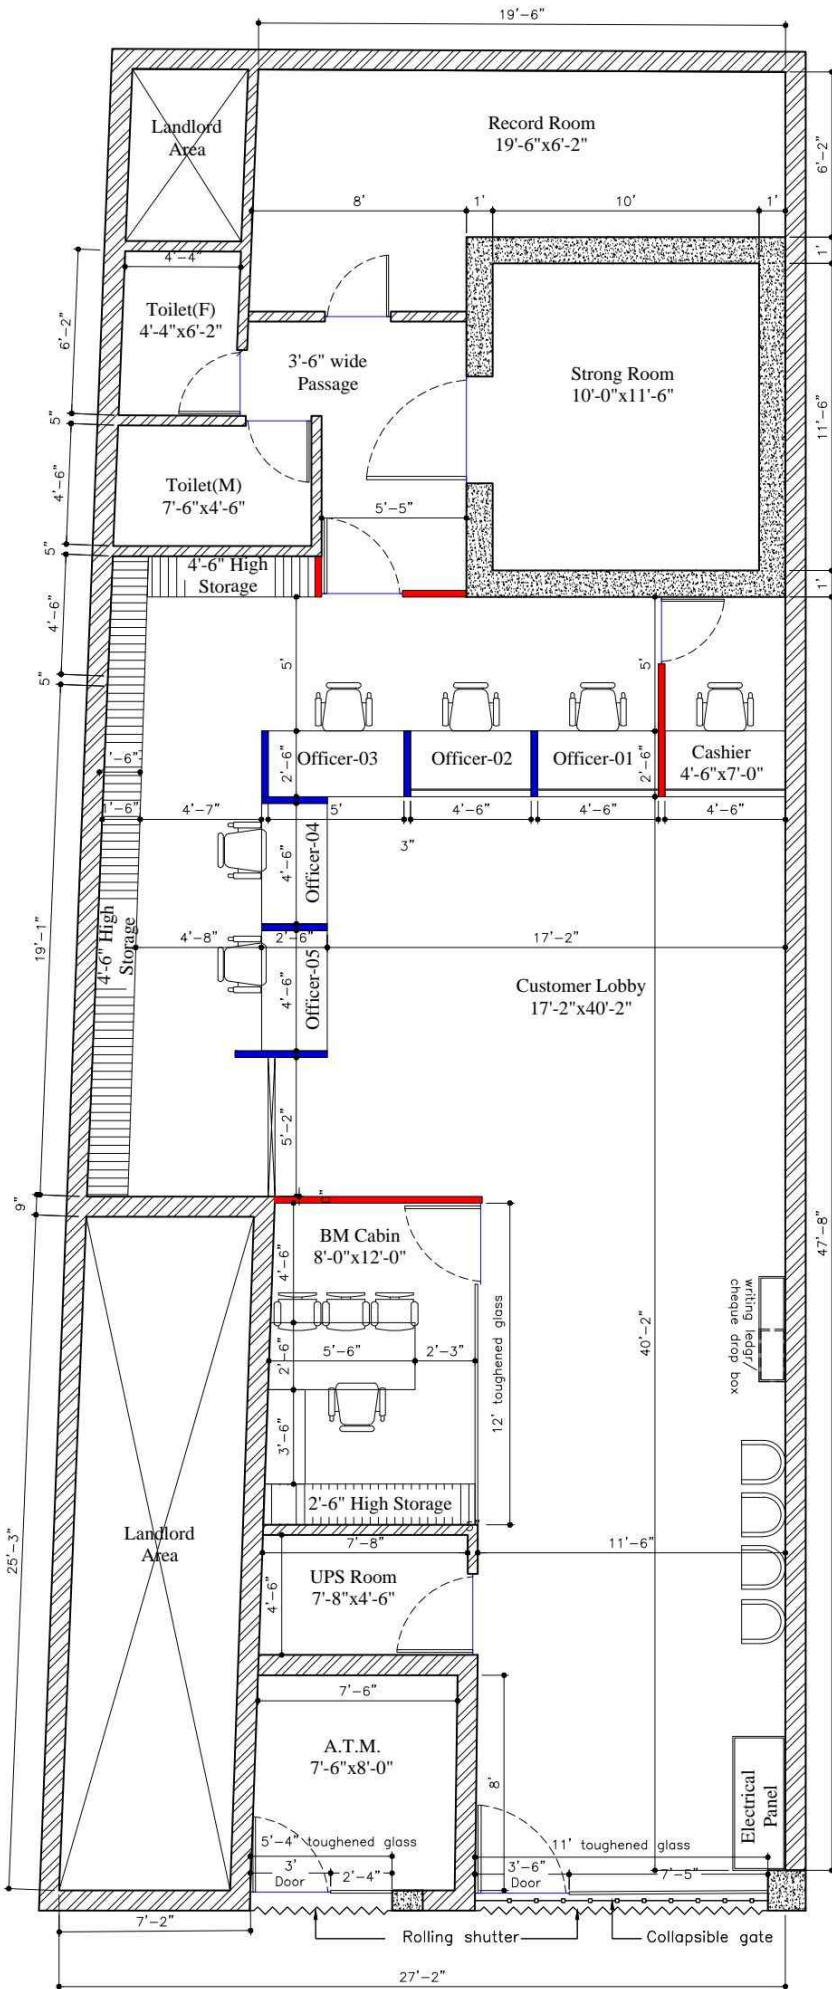 19'-6"
Landlord
Area
Record Room
19'-6"x6'-2"
6'-2"
8'
1'
10'
1'
1'
4'-4"
Toilet(F)
4'-4"x6'-2"
6'-2"
3'-6" wide
Passage
Strong Room
10'-0"x11'-6"
11'-6"
5"
Toilet(M)
7'-6"x4'-6"
4'-6"
5'-5"
5"
4'-6" High
Storage
1'
4'-6"
5'
5'
5"
Officer-03
Officer-02
Officer-01
Cashier
4'-6"x7'-0"
2'-6"
2'-6"
'-6"
1'-6"
4'-7"
5'
4'-6"
4'-6"
4'-6"
3"
4'-6"
Officer-04
4'-6" High
Storage
19'-1"
4'-8"
2'-6"
17'-2"
4'-6"
Officer-05
Customer Lobby
17'-2"x40'-2"
5'-2"
9"
BM Cabin
8'-0"x12'-0"
4'-6"
47'-8"
writing ledgr/
cheque drop box
12' toughened glass
40'-2"
5'-6"
2'-3"
2'-6"
3'-6"
2'-6" High Storage
Landlord
Area
25'-3"
7'-8"
11'-6"
UPS Room
7'-8"x4'-6"
4'-6"
7'-6"
A.T.M.
7'-6"x8'-0"
8'
Electrical
Panel
5'-4" toughened glass
11' toughened glass
3'
Door
2'-4"
3'-6"
Door
7'-5"
7'-2"
Rolling shutter
Collapsible gate
27'-2"